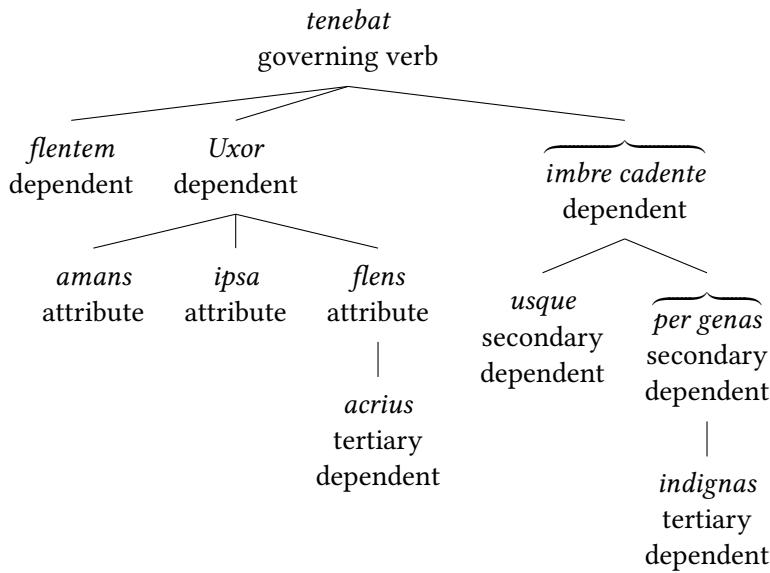 tenebat
governing verb
flentem
dependent
Uxor
dependent
imbre cadente
dependent
amans
attribute
ipsa
attribute
flens
attribute
usque
secondary
dependent
per genas
secondary
dependent
acrius
tertiary
dependent
indignas
tertiary
dependent